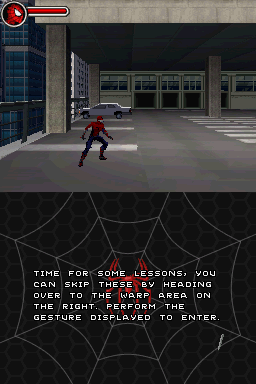 TIME FOR SOME LESSONS, YOU
CAN SKIP THESE BY HEADING
OVER TO THE WARP AREA ON
THE RIGHT. PERFORM THE
GESTURE DISPLAYED TO ENTER.